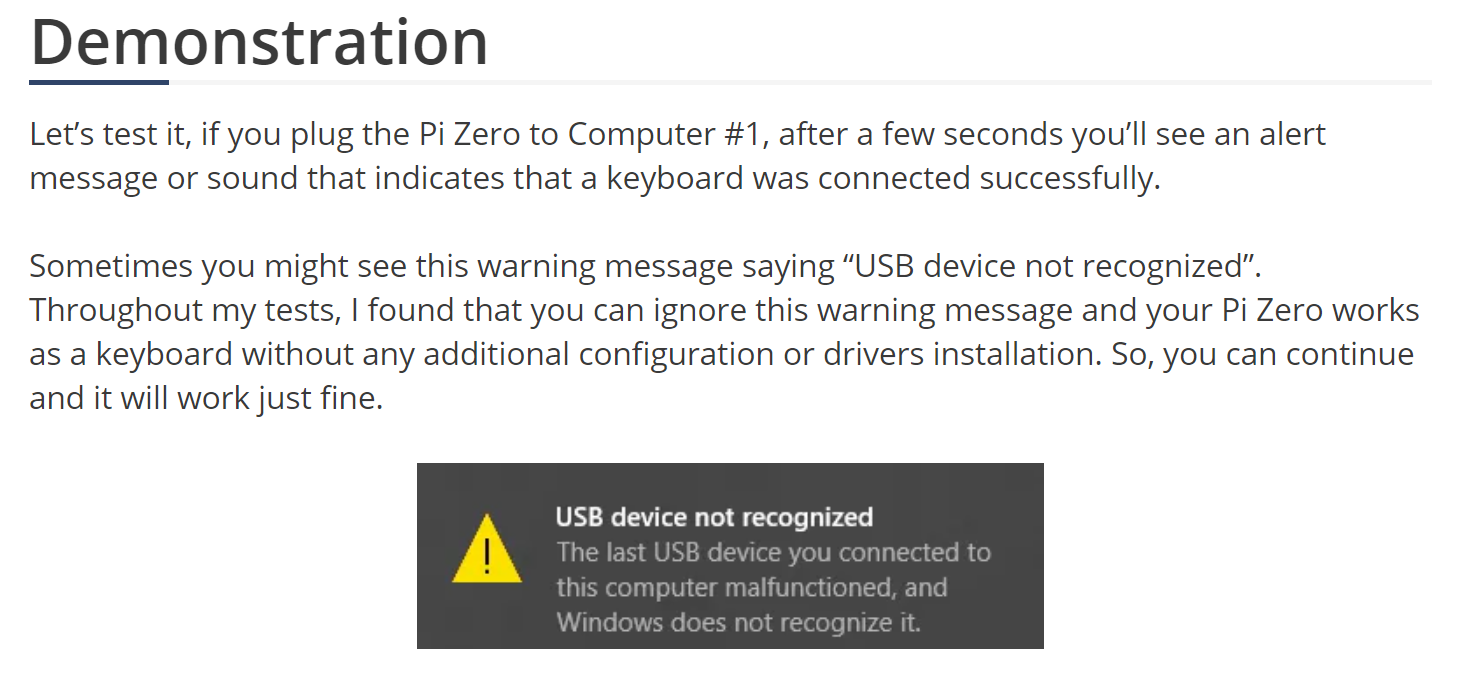 Demonstration
Let’s test it, if you plug the Pi Zero to Computer #1, after a few seconds you’ll see an alert
message or sound that indicates that a keyboard was connected successfully.
Sometimes you might see this warning message saying “USB device not recognized”.
Throughout my tests, I found that you can ignore this warning message and your Pi Zero works
as a keyboard without any additional configuration or drivers installation. So, you can continue
and it will work just fine.
USB device not recognized
The last USB device you connected to
this computer malfunctioned, and
Windows does not recognize it.